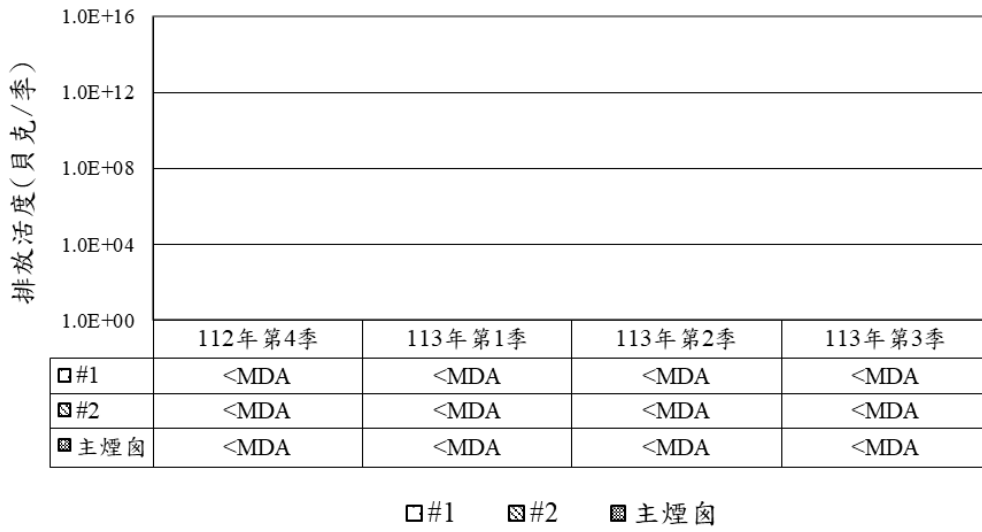 排放活度(貝克/季)
1.0E+16
1.0E+12
1.0E+08
1.0E+04
1.0E+00
112年第4季 113年第1季 113年第2季 113年第3季
#1 <MDA <MDA <MDA <MDA
#2 <MDA <MDA <MDA <MDA
主煙囪 <MDA <MDA <MDA <MDA
#1 #2 主煙囪